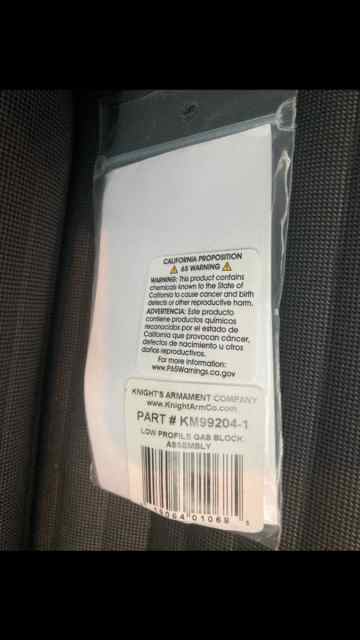 CALIFORNIA PROPOSITION
⚠ 65 WARNING ⚠
WARNING: This product contains
chemicals known to the State of
California to cause cancer and birth
defects or other reproductive harm.
ADVERTENCIA: Este producto
contiene productos químicos
reconocidos por el estado de
California que provocan cáncer,
defectos de nacimiento u otros
daños reproductivos.
For more information:
www.P65Warnings.ca.gov
KNIGHT'S ARMAMENT COMPANY
www.KnightArmCo.com
PART # KM99204-1
LOW PROFILE GAS BLOCK,
ASSEMBLY